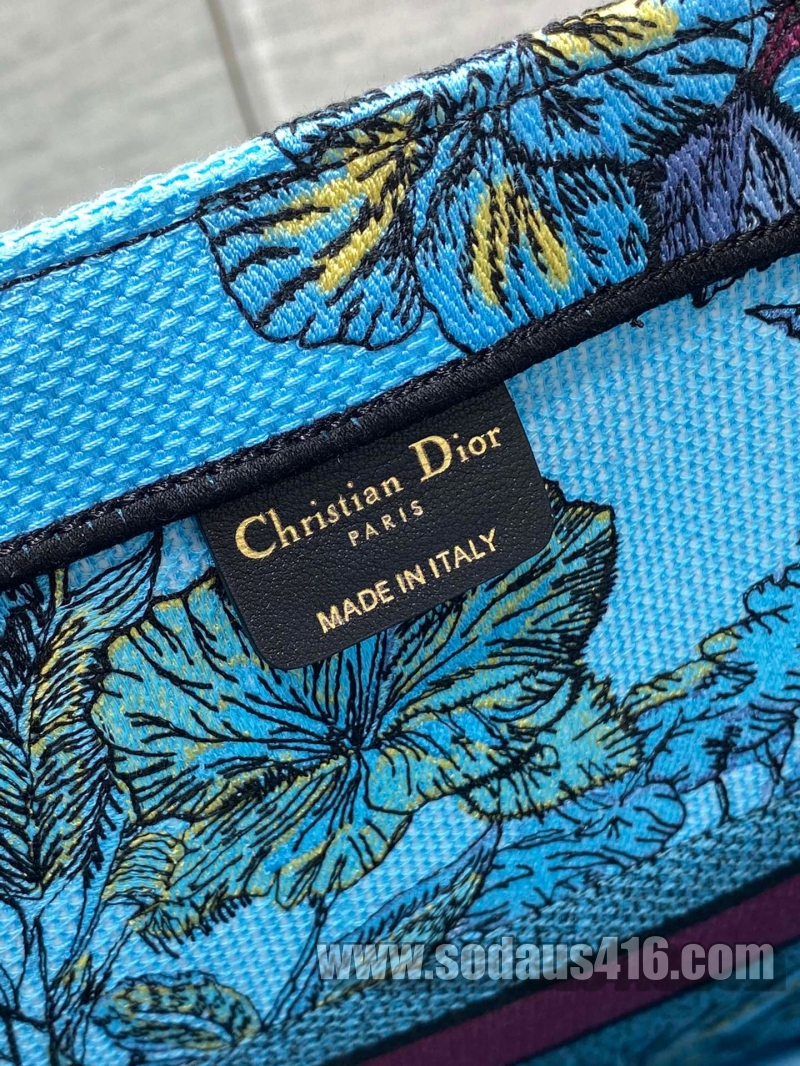 Christian Dior
PARIS
MADE IN ITALY
www.sodaus416.com